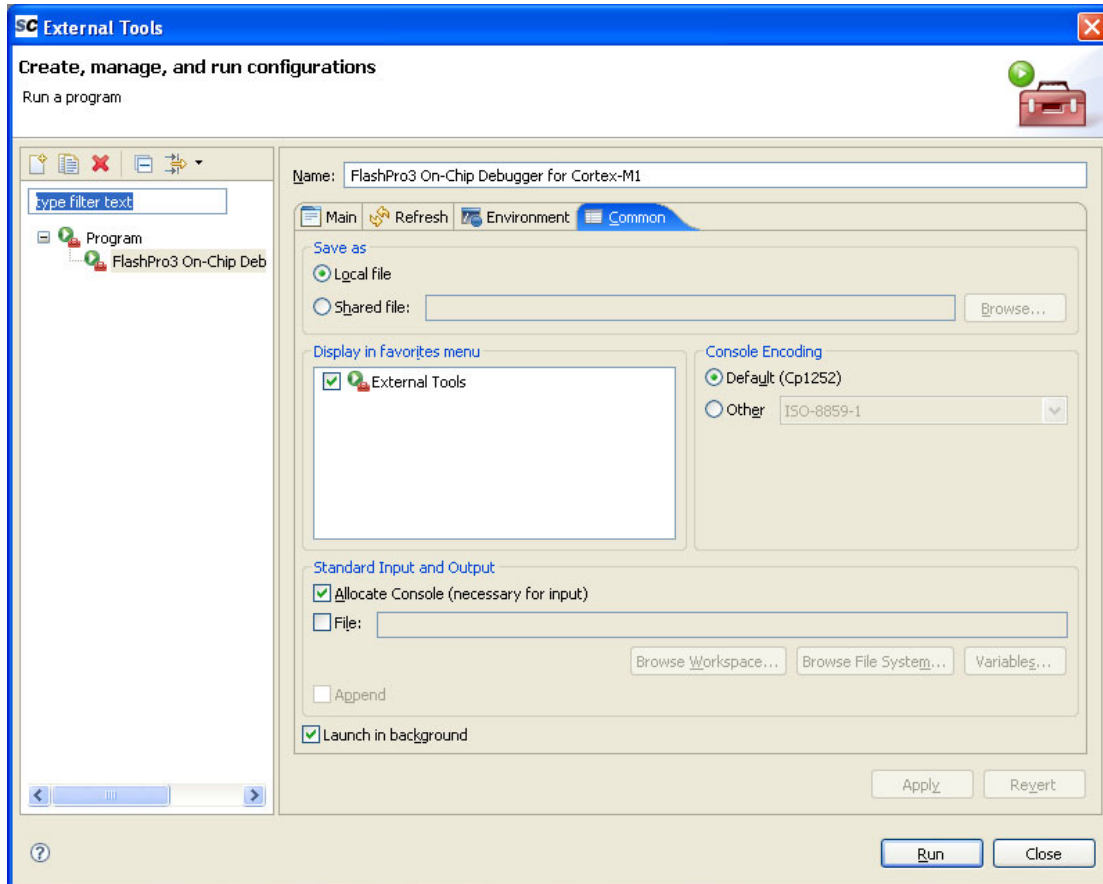 SC External Tools
Create, manage, and run configurations
Run a program
type filter text
Program
FlashPro3 On-Chip Deb
Name: FlashPro3 On-Chip Debugger for Cortex-M1
Main Refresh Environment Common
Save as
Local file
Shared file: Browse...
Display in favorites menu
External Tools
Console Encoding
Default (Cp1252)
Other ISO-8859-1
Standard Input and Output
Allocate Console (necessary for input)
File:
Browse Workspace... Browse File System... Variables...
Append
Launch in background
Apply Revert
? Run Close